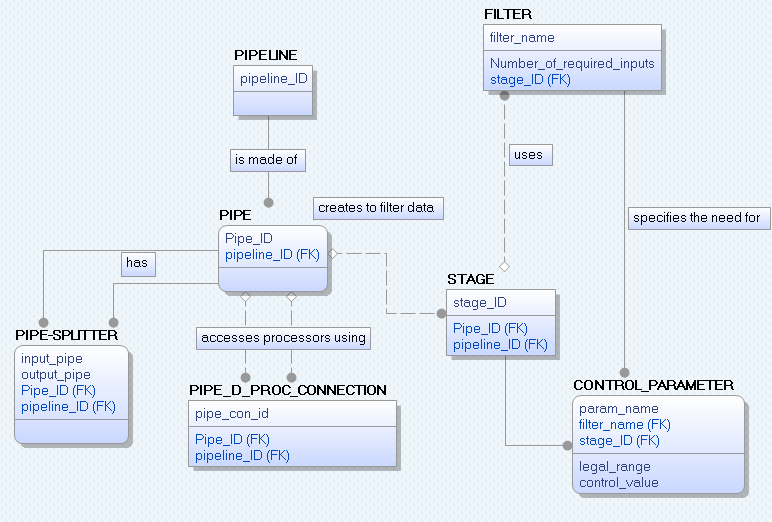 FILTER
filter_name
Number_of_required_inputs
stage_ID (FK)
PIPELINE
pipeline_ID
is made of
uses
creates to filter data
specifies the need for
PIPE
Pipe_ID
pipeline_ID (FK)
has
STAGE
stage_ID
Pipe_ID (FK)
pipeline_ID (FK)
PIPE-SPLITTER
input_pipe
output_pipe
Pipe_ID (FK)
pipeline_ID (FK)
accesses processors using
PIPE_D_PROC_CONNECTION
pipe_con_id
Pipe_ID (FK)
pipeline_ID (FK)
CONTROL_PARAMETER
param_name
filter_name (FK)
stage_ID (FK)
legal_range
control_value